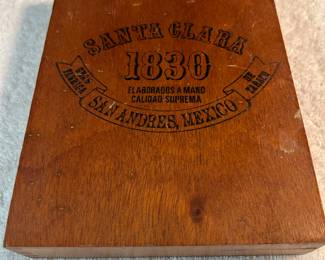 SANTA CLARA
1830
ELABORADOS A MANO
CALIDAD SUPREMA
SAN ANDRES, MEXICO